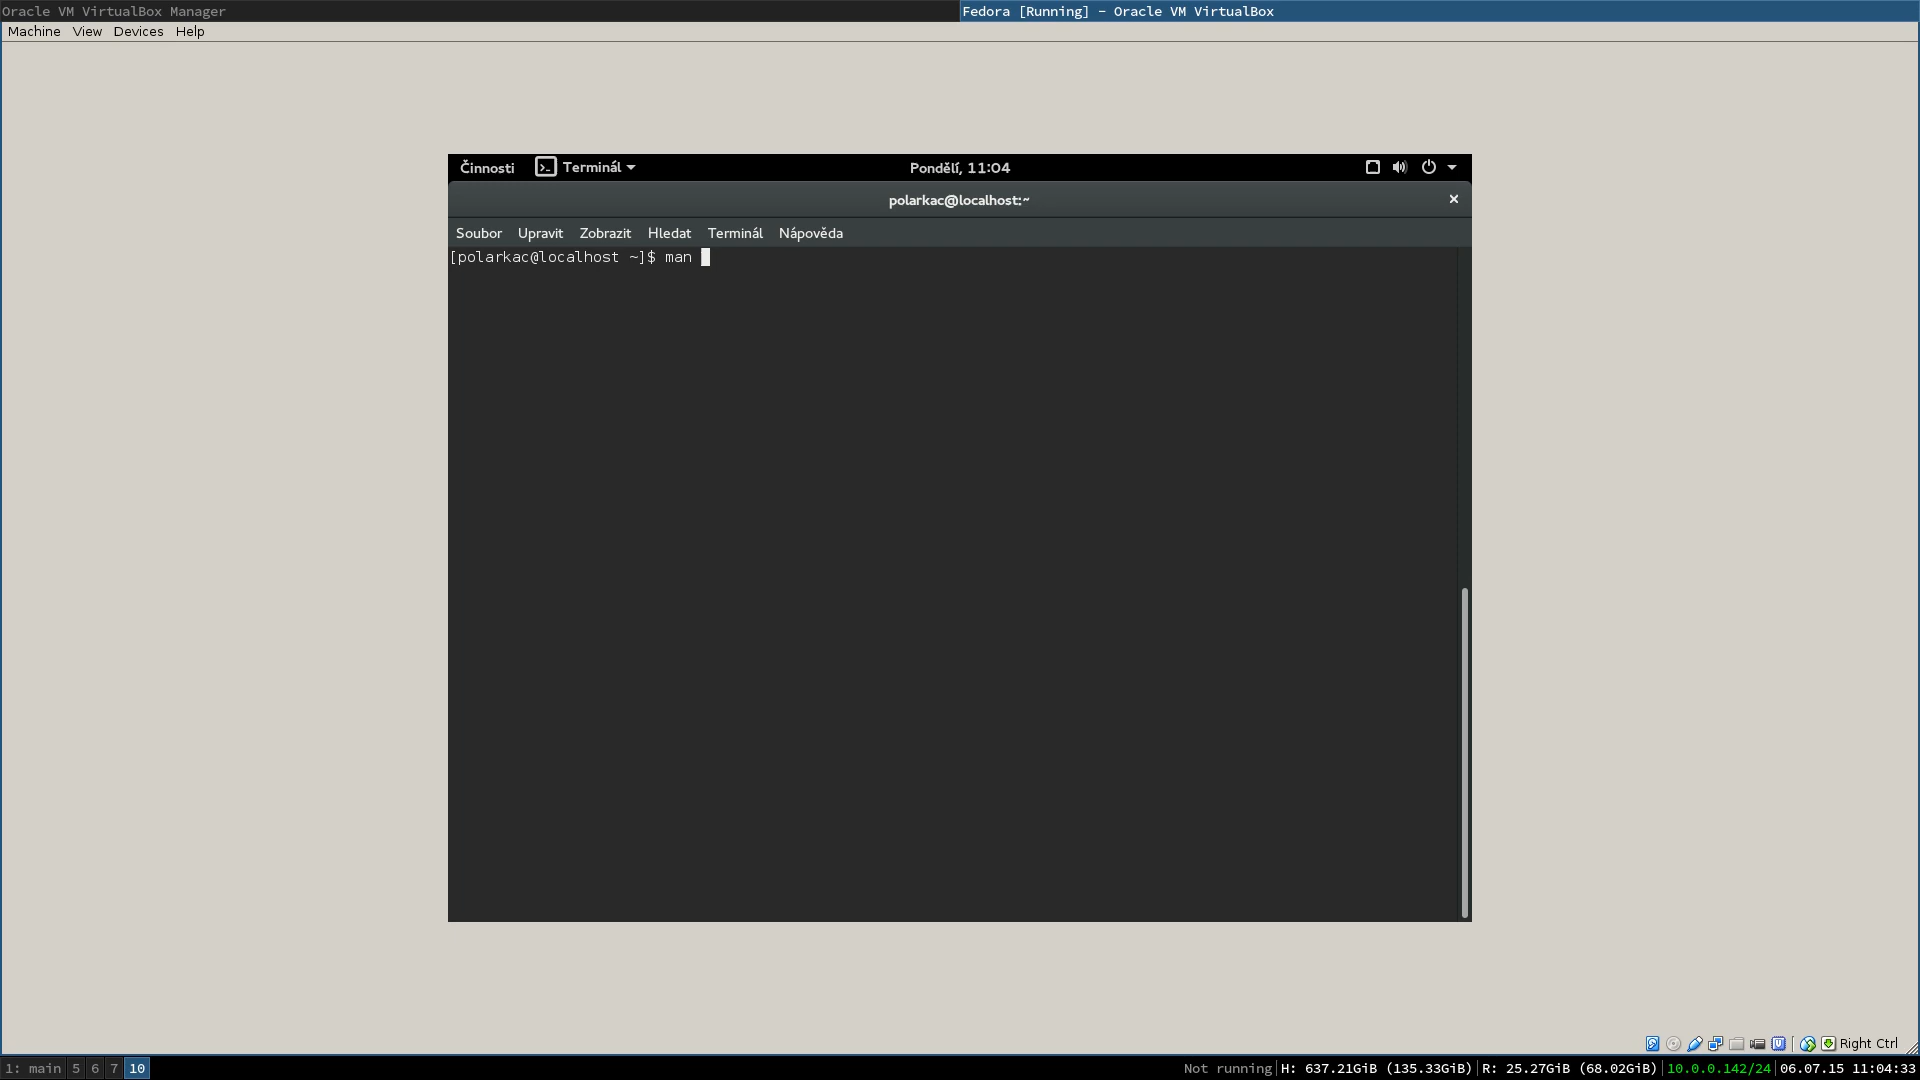 Oracle VM VirtualBox Manager
Fedora [Running] - Oracle VM VirtualBox
Machine View Devices Help
Činnosti Terminál Pondělí, 11:04
polarkac@localhost:~
Soubor Upravit Zobrazit Hledat Terminál Nápověda
[polarkac@localhost ~]$ man
Right Ctrl
1: main 5 6 7 10
Not running H: 637.21GiB (135.33GiB) R: 25.27GiB (68.02GiB) 10.0.0.142/24 06.07.15 11:04:33